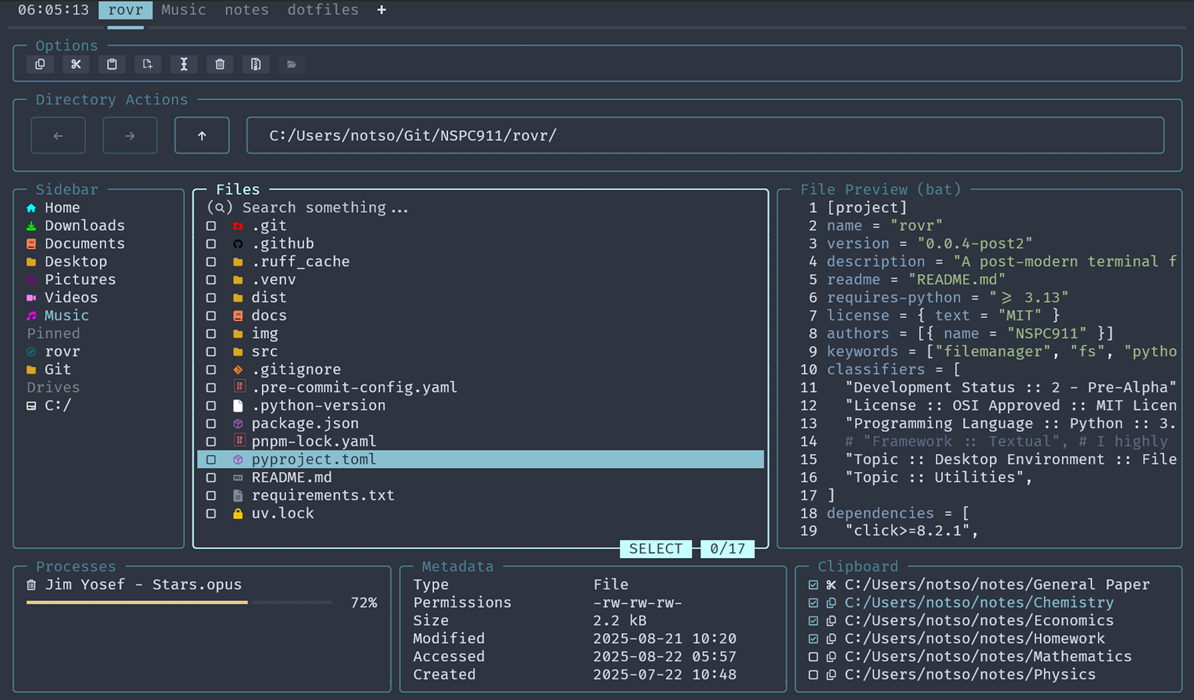 06:05:13 rovr Music notes dotfiles +
Options
Directory Actions
← → ↑ C:/Users/notso/Git/NSPC911/rovr/
Sidebar
Home
Downloads
Documents
Desktop
Pictures
Videos
Music
Pinned
rovr
Git
Drives
C:/
Files
Search something...
.git
.github
.ruff_cache
.venv
dist
docs
img
src
.gitignore
.pre-commit-config.yaml
.python-version
package.json
pnpm-lock.yaml
pyproject.toml
README.md
requirements.txt
uv.lock
SELECT 0/17
File Preview (bat)
1 [project]
2 name = "rovr"
3 version = "0.0.4-post2"
4 description = "A post-modern terminal f
5 readme = "README.md"
6 requires-python = "≥ 3.13"
7 license = { text = "MIT" }
8 authors = [{ name = "NSPC911" }]
9 keywords = ["filemanager", "fs", "pytho
10 classifiers = [
11 "Development Status :: 2 - Pre-Alpha"
12 "License :: OSI Approved :: MIT Licen
13 "Programming Language :: Python :: 3.
14 # "Framework :: Textual", # I highly
15 "Topic :: Desktop Environment :: File
16 "Topic :: Utilities",
17 ]
18 dependencies = [
19 "click>=8.2.1",
Processes
Jim Yosef - Stars.opus
72%
Metadata
Type File
Permissions -rw-rw-rw-
Size 2.2 kB
Modified 2025-08-21 10:20
Accessed 2025-08-22 05:57
Created 2025-07-22 10:48
Clipboard
C:/Users/notso/notes/General Paper
C:/Users/notso/notes/Chemistry
C:/Users/notso/notes/Economics
C:/Users/notso/notes/Homework
C:/Users/notso/notes/Mathematics
C:/Users/notso/notes/Physics